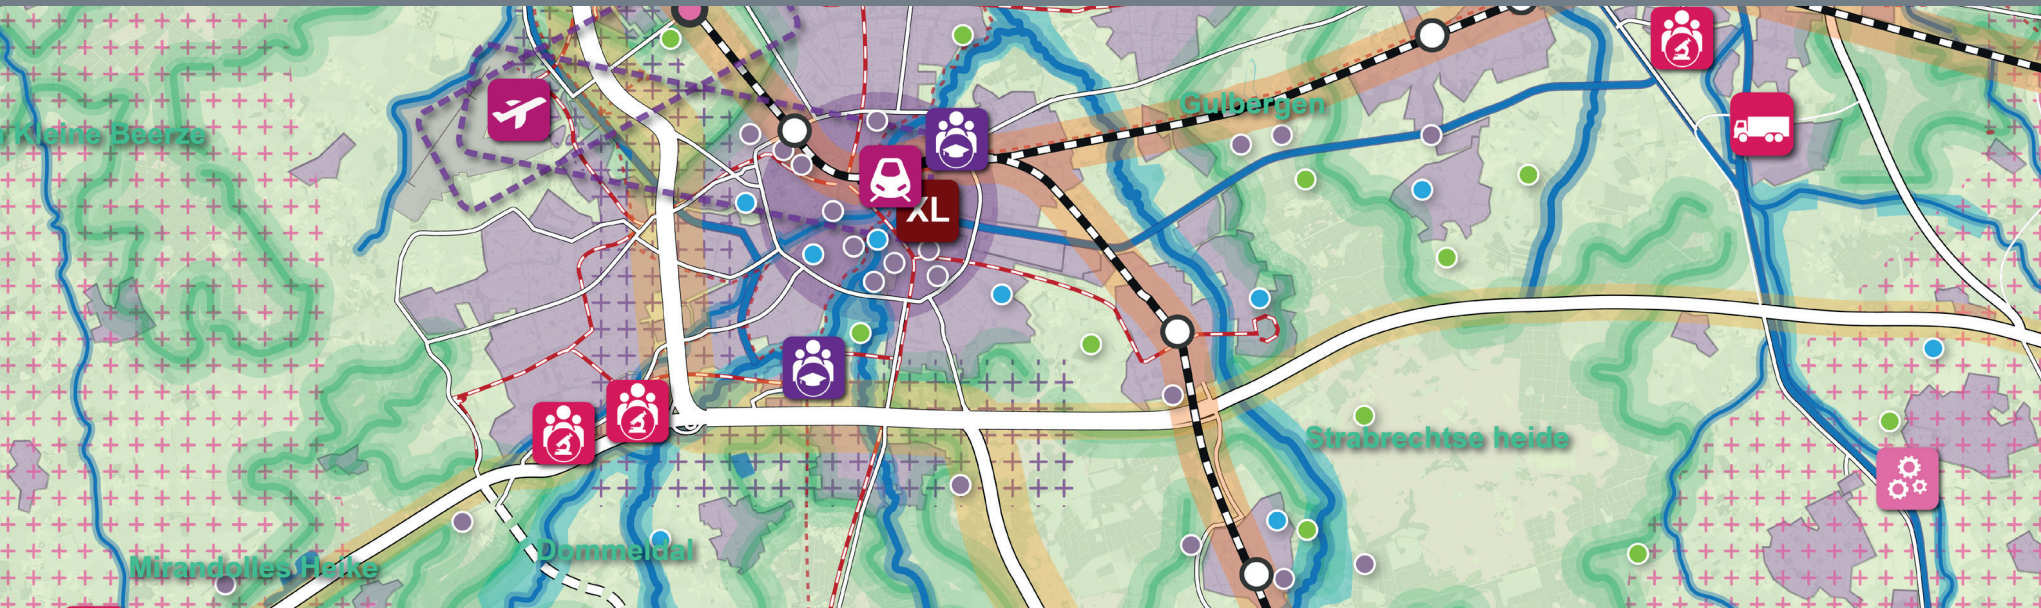 Gulbergen
Kleine Beerze
XL
Strabrechtse heide
Dommeldal
Mirandolles Heike